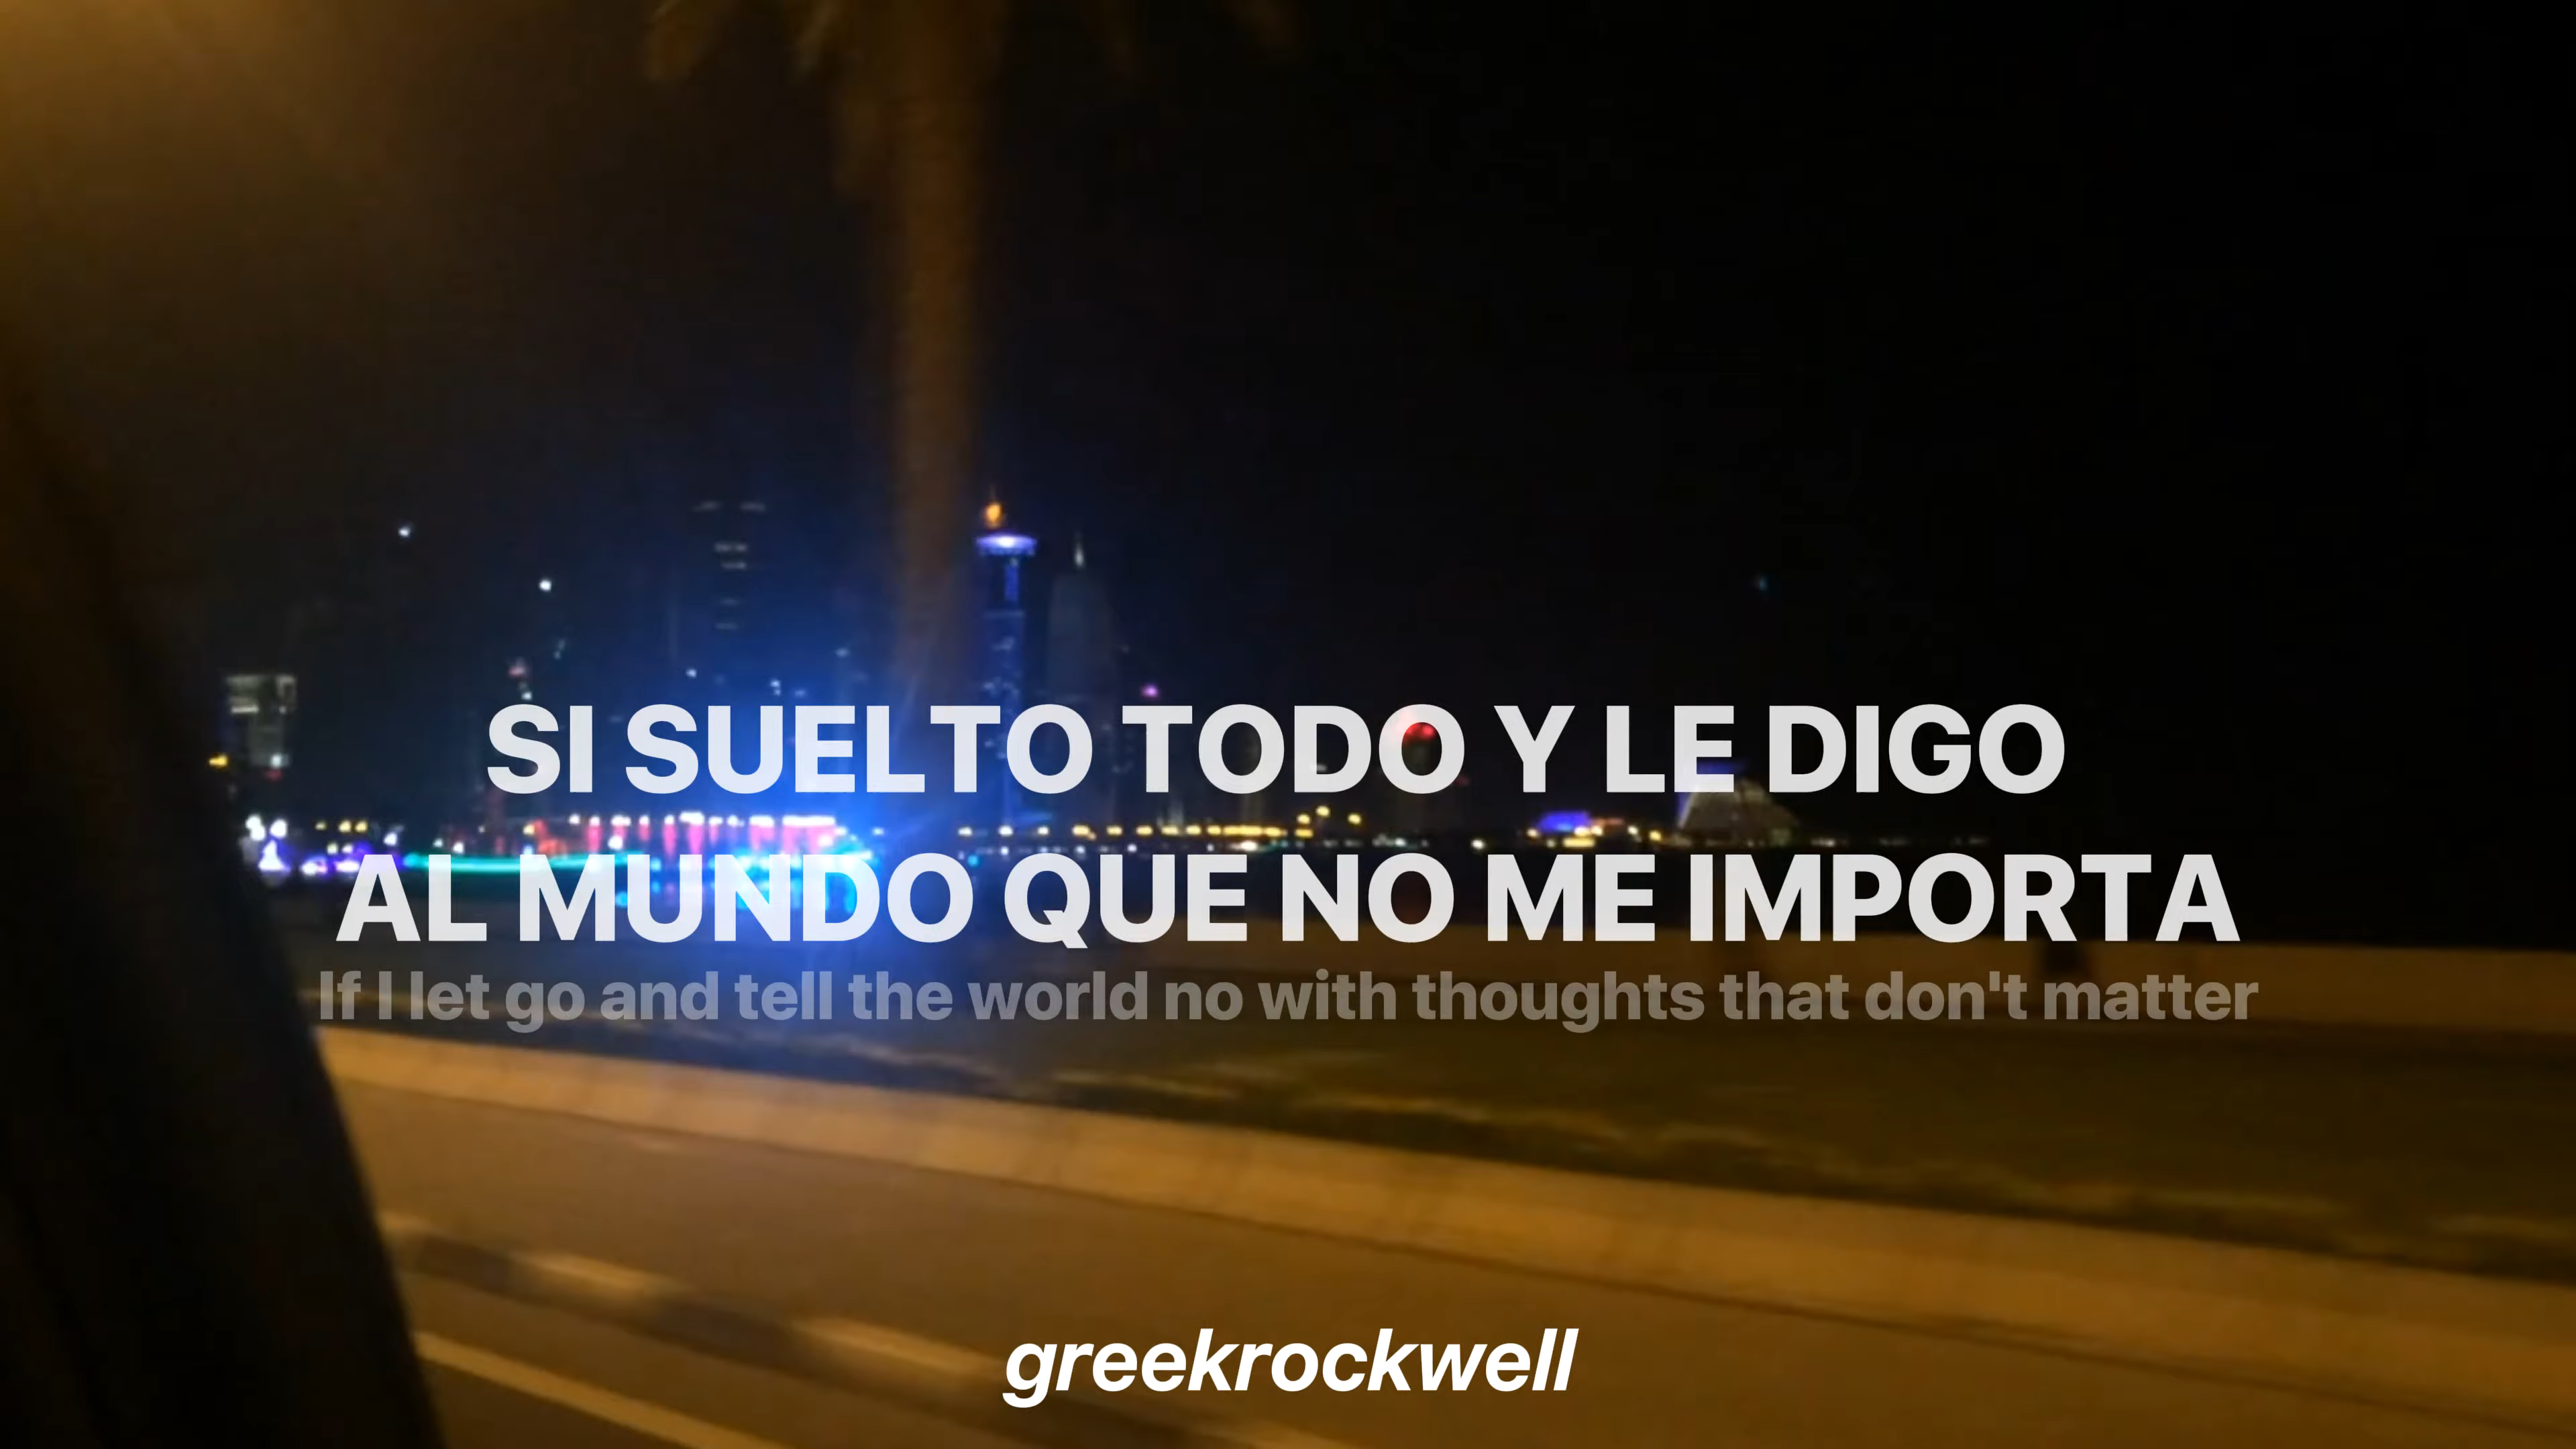 SI SUELTO TODO Y LE DIGO
AL MUNDO QUE NO ME IMPORTA
If I let go and tell the world no with thoughts that don't matter
greekrockwell